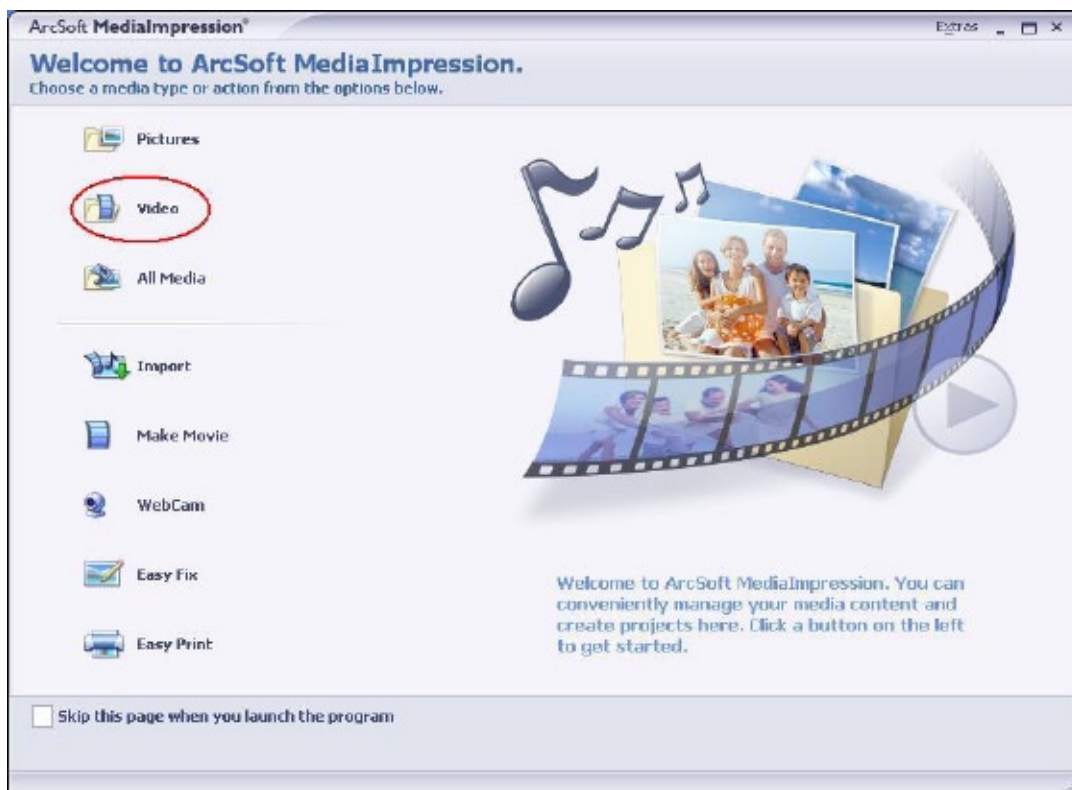 ArcSoft MediaImpression®
Extras
Welcome to ArcSoft MediaImpression.
Choose a media type or action from the options below.
Pictures
Video
All Media
Import
Make Movie
WebCam
Easy Fix
Easy Print
Welcome to ArcSoft MediaImpression. You can
conveniently manage your media content and
create projects here. Click a button on the left
to get started.
Skip this page when you launch the program